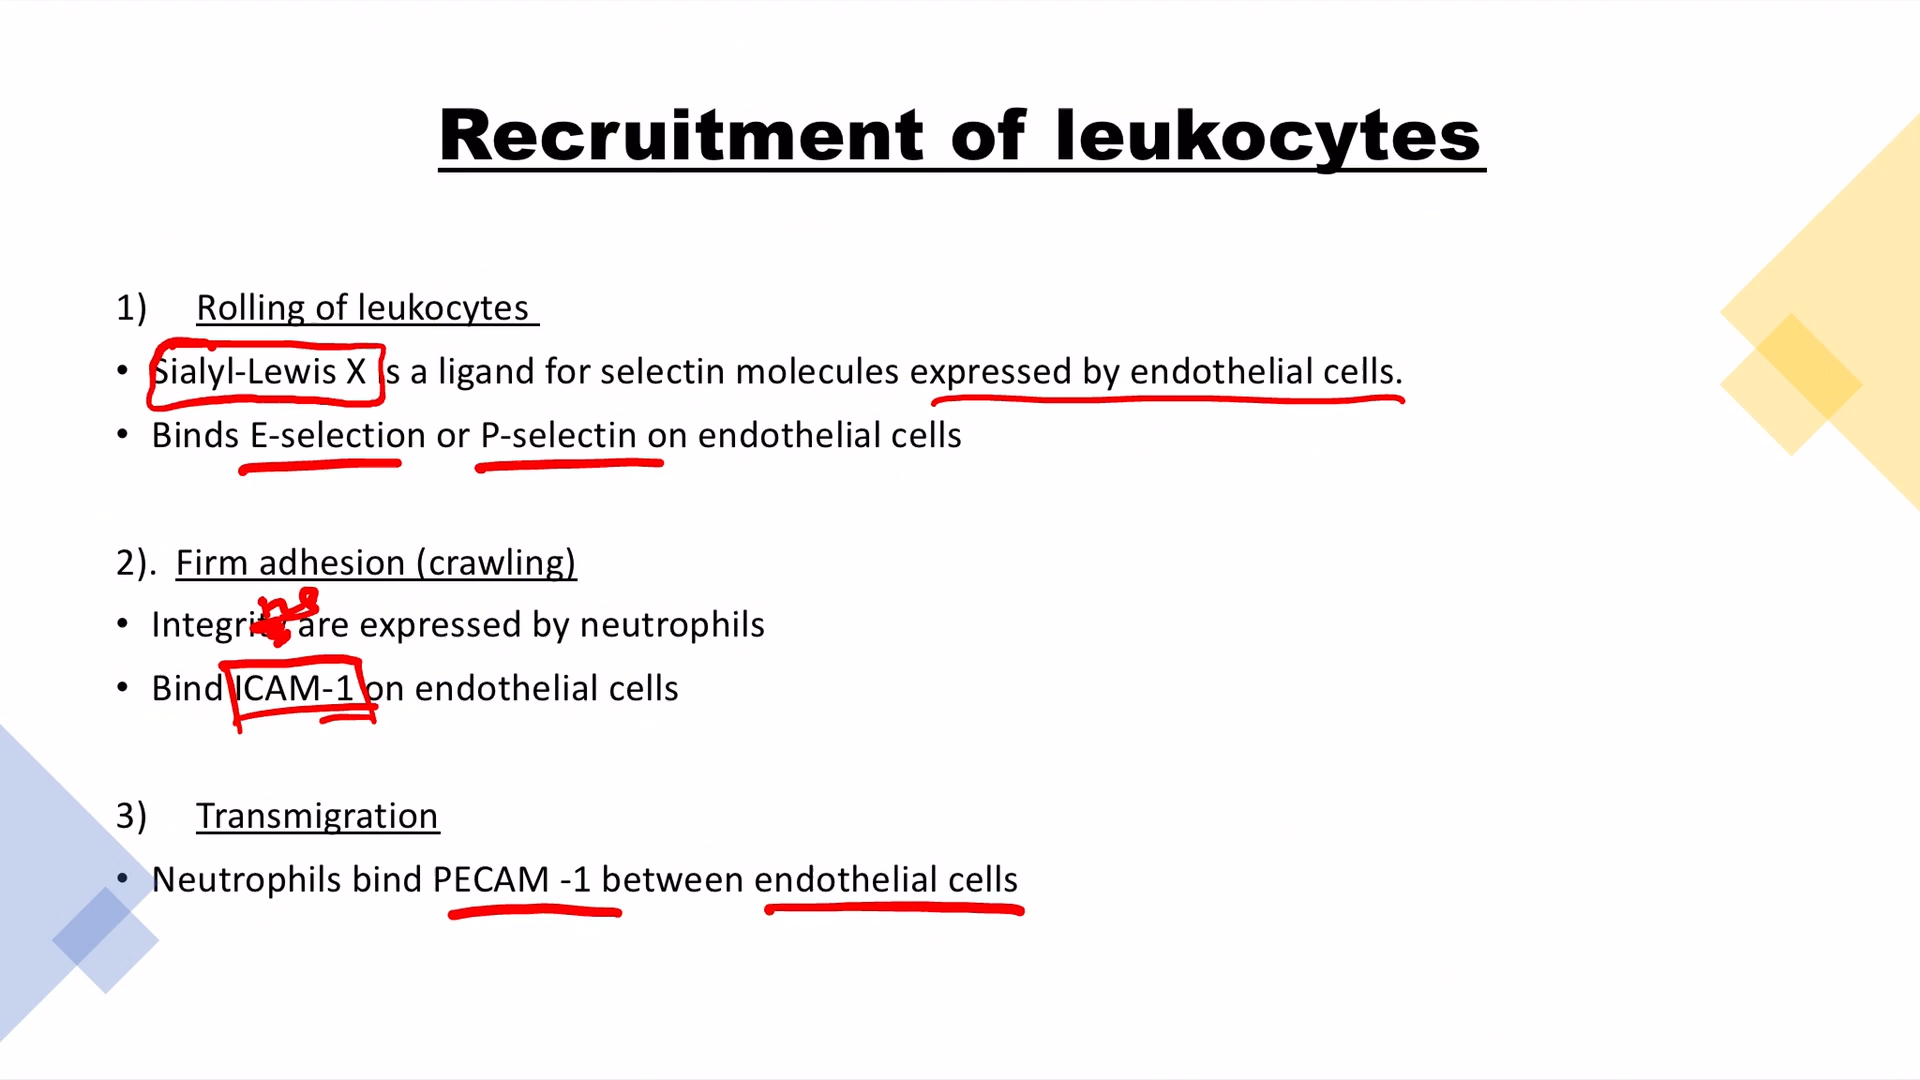 Recruitment of leukocytes
1) Rolling of leukocytes
• Sialyl-Lewis X is a ligand for selectin molecules expressed by endothelial cells.
• Binds E-selection or P-selectin on endothelial cells
2). Firm adhesion (crawling)
ns
• Integrity are expressed by neutrophils
• Bind ICAM-1 on endothelial cells
3) Transmigration
• Neutrophils bind PECAM -1 between endothelial cells